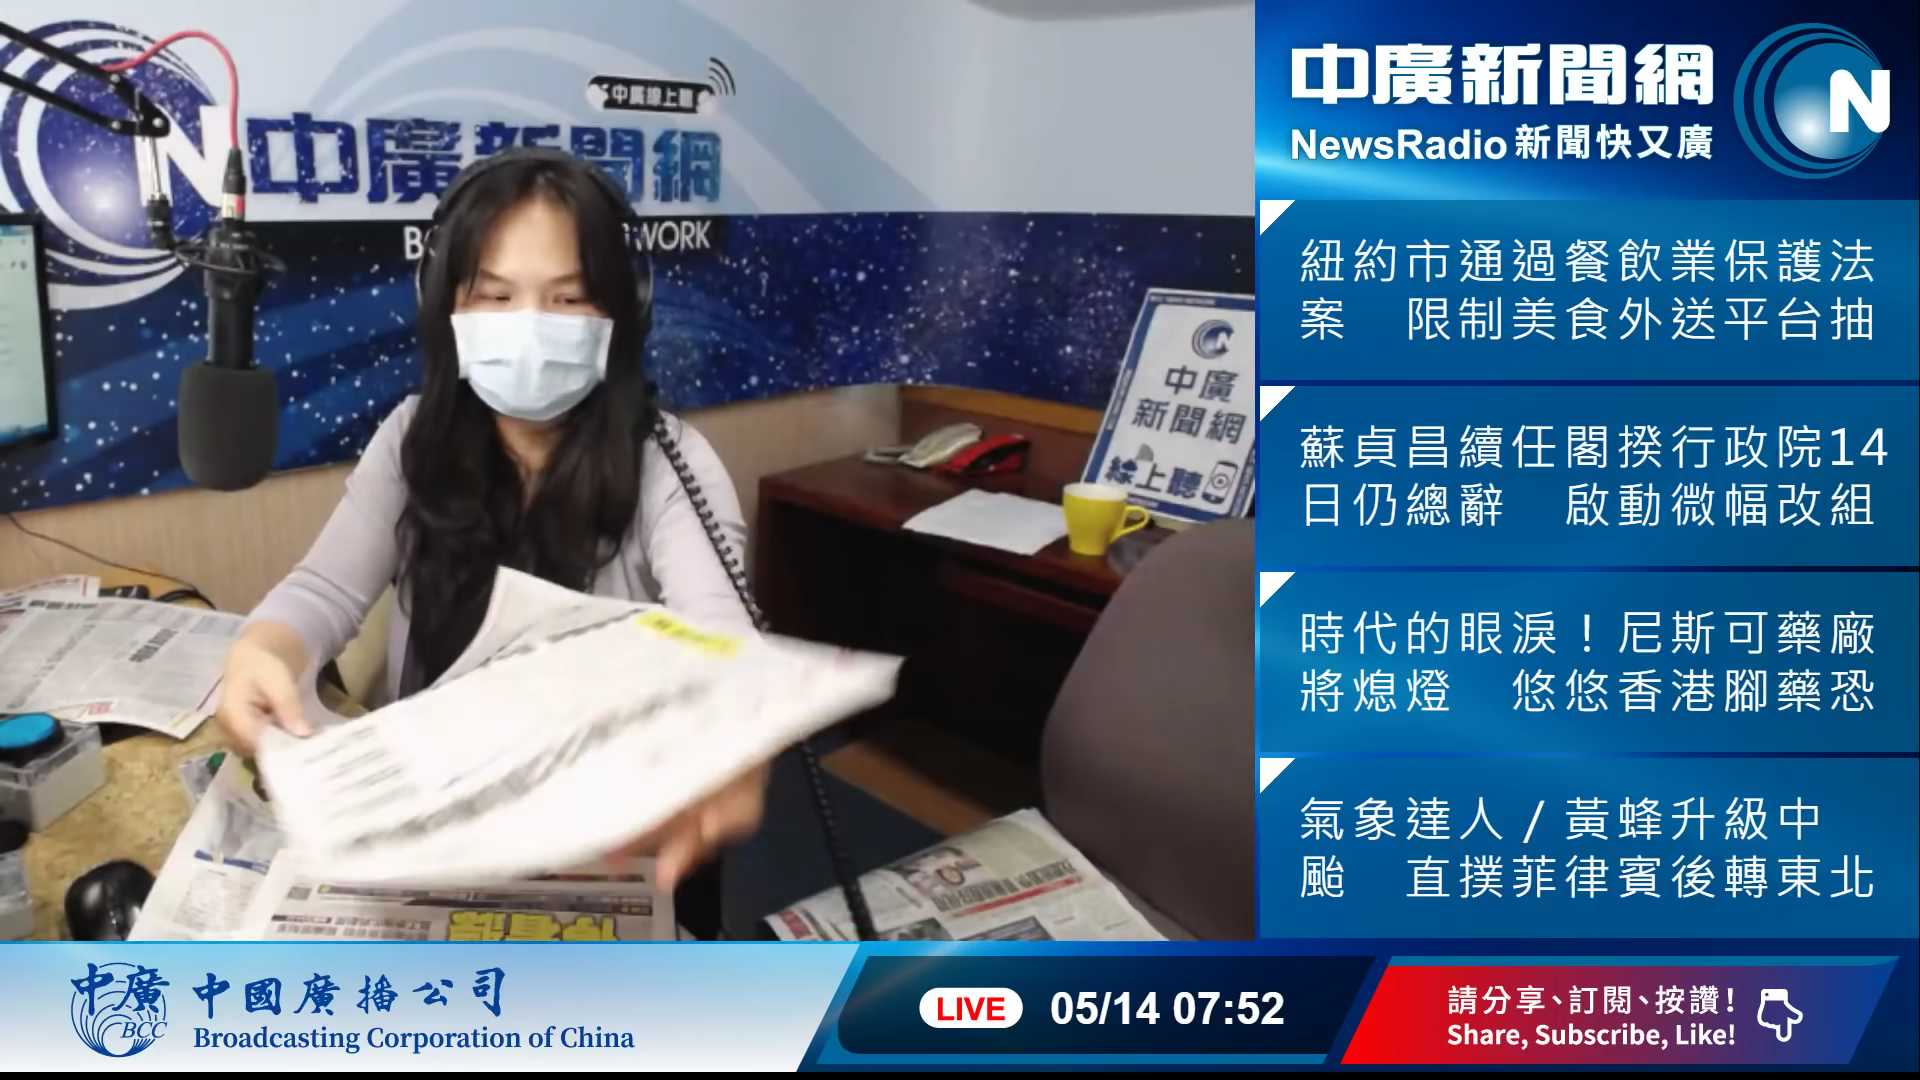 中廣線上聽
N中廣新聞網
WORK
中廣
新聞網
線上聽
中廣新聞網
N
NewsRadio 新聞快又廣
紐約市通過餐飲業保護法
案 限制美食外送平台抽
蘇貞昌續任閣揆行政院14
日仍總辭 啟動微幅改組
時代的眼淚！尼斯可藥廠
將熄燈 悠悠香港腳藥恐
氣象達人／黃蜂升級中
颱 直撲菲律賓後轉東北
中廣
BCC
中國廣播公司
Broadcasting Corporation of China
LIVE 05/14 07:52
請分享、訂閱、按讚！
Share, Subscribe, Like!